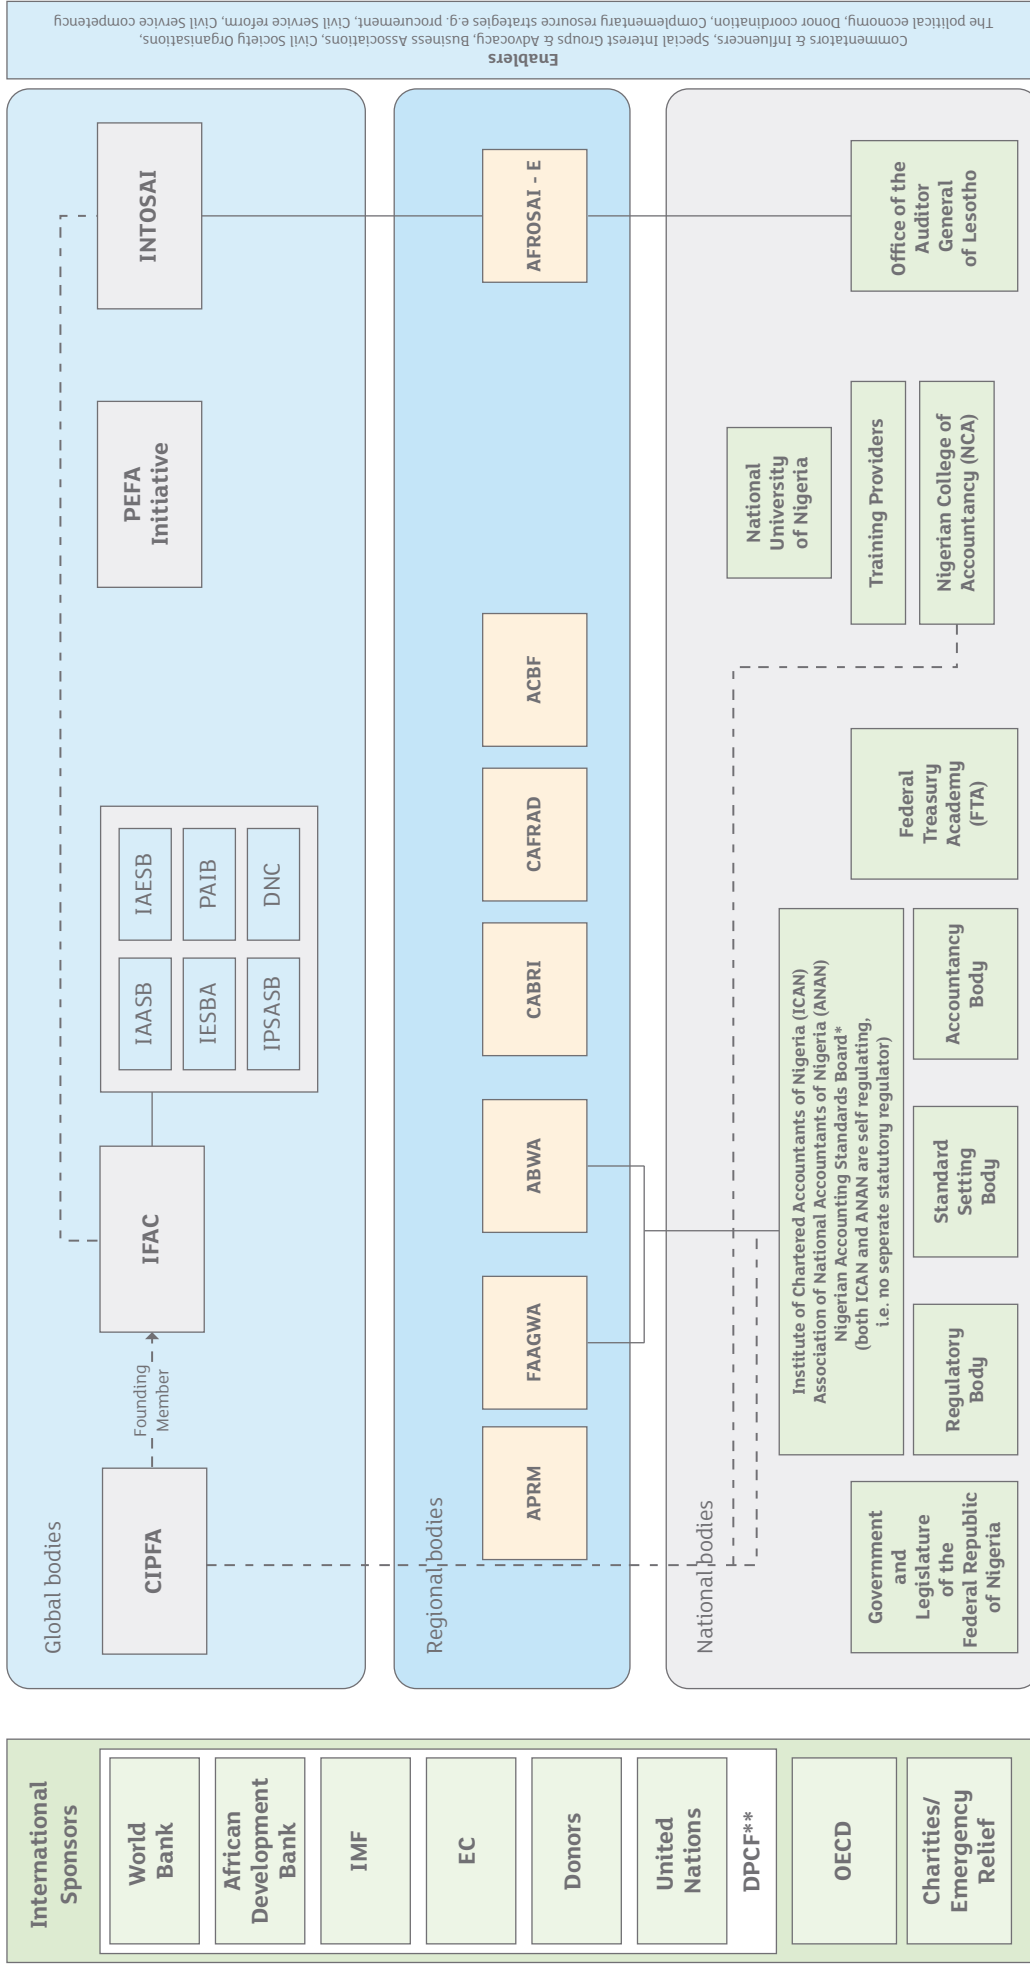 International
Sponsors
World
Bank
African
Development
Bank
IMF
EC
Donors
United
Nations
DPCF**
OECD
Charities/
Emergency
Relief
Global bodies
CIPFA
Founding
Member
IFAC
IAASB
IAESB
IESBA
PAIB
IPSASB
DNC
PEFA
Initiative
INTOSAI
Regional bodies
APRM
FAAGWA
ABWA
CABRI
CAFRAD
ACBF
AFROSAI - E
National bodies
Government
and
Legislature
of the
Federal Republic
of Nigeria
Institute of Chartered Accountants of Nigeria (ICAN)
Association of National Accountants of Nigeria (ANAN)
Nigerian Accounting Standards Board*
(both ICAN and ANAN are self regulating,
i.e. no seperate statutory regulator)
Regulatory
Body
Standard
Setting
Body
Accountancy
Body
Federal
Treasury
Academy
(FTA)
National
University
of Nigeria
Training Providers
Nigerian College of
Accountancy (NCA)
Office of the
Auditor
General
of Lesotho
Enablers
Commentators & Influencers, Special Interest Groups & Advocacy, Business Associations, Civil Society Organisations,
The political economy, Donor coordination, Complementary resource strategies e.g. procurement, Civil Service reform, Civil Service competency